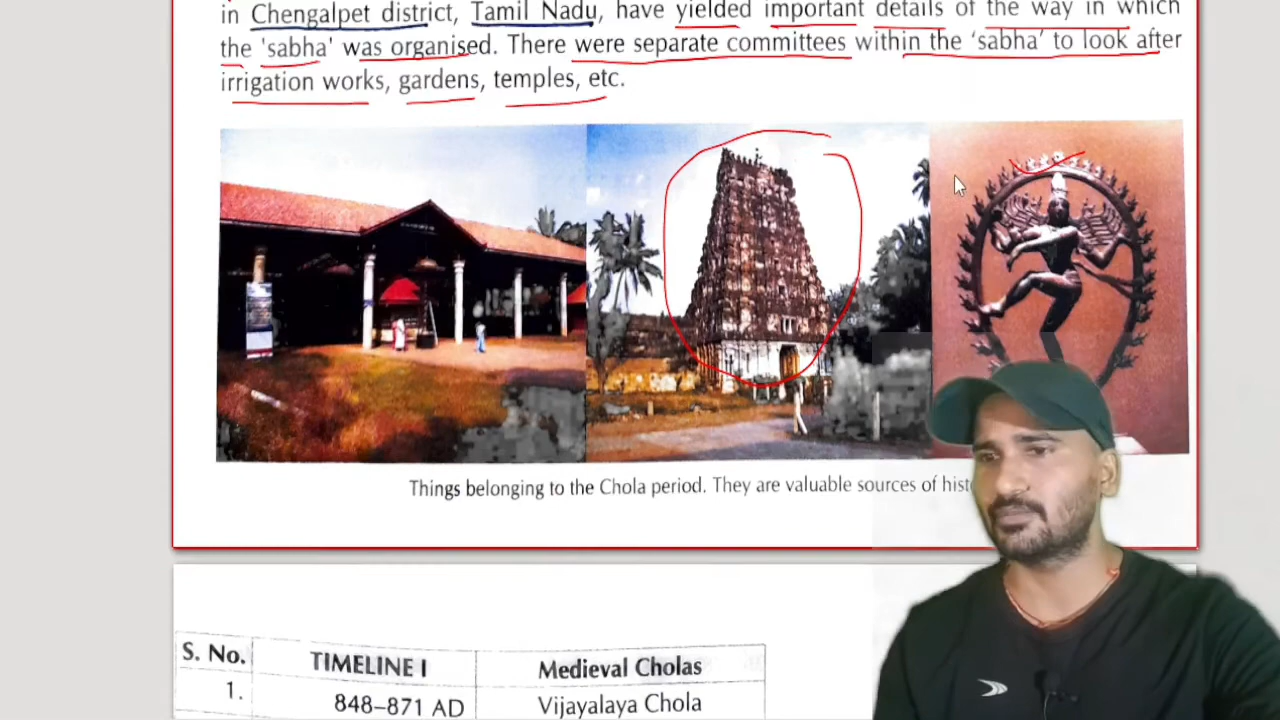 in Chengalpet district, Tamil Nadu, have yielded important details of the way in which
the 'sabha' was organised. There were separate committees within the 'sabha' to look after
irrigation works, gardens, temples, etc.
Things belonging to the Chola period. They are valuable sources of
S. No. TIMELINE I Medieval Cholas
1. 848–871 AD Vijayalaya Chola